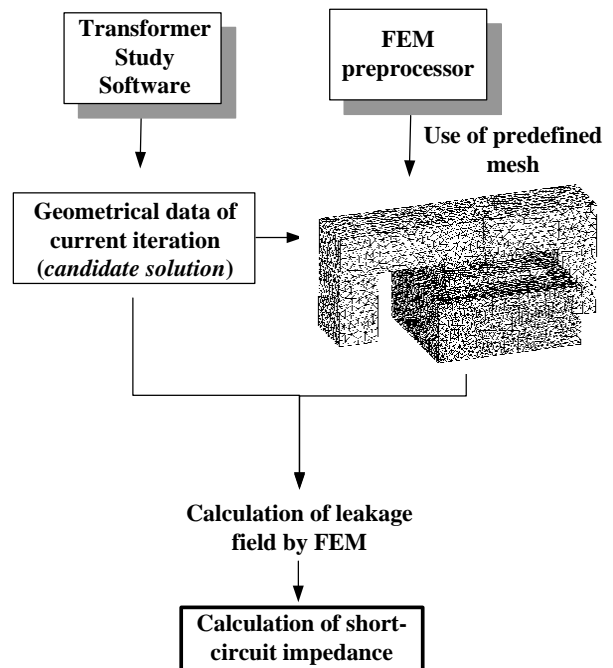 Transformer
Study
Software
FEM
preprocessor
Use of predefined
mesh
Geometrical data of
current iteration
(candidate solution)
Calculation of leakage
field by FEM
Calculation of short-
circuit impedance